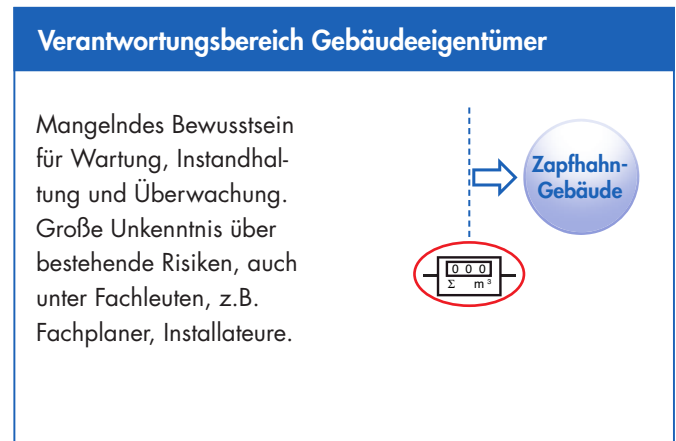 Verantwortungsbereich Gebäudeeigentümer
Mangelndes Bewusstsein
für Wartung, Instandhal-
tung und Überwachung.
Große Unkenntnis über
bestehende Risiken, auch
unter Fachleuten, z.B.
Fachplaner, Installateure.
Zapfhahn-
Gebäude
0 0 0
Σ m³